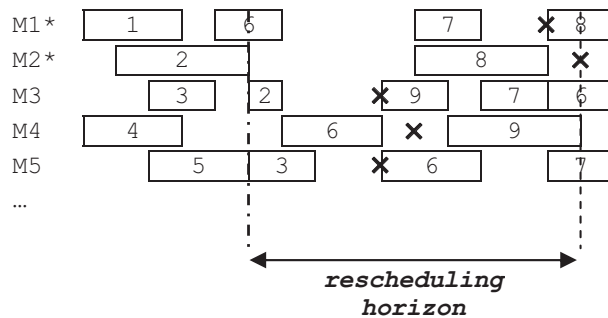 M1* 1 6 7 8
M2* 2 8
M3 3 2 9 7 6
M4 4 6 9
M5 5 3 6 7
…
rescheduling
horizon